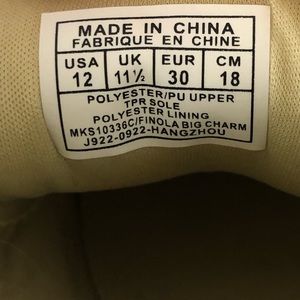 MADE IN CHINA
FABRIQUE EN CHINE
USA UK EUR CM
12 11½ 30 18
POLYESTER/PU UPPER
TPR SOLE
POLYESTER LINING
MKS10336C/FINOLA BIG CHARM
J922-0922-HANGZHOU